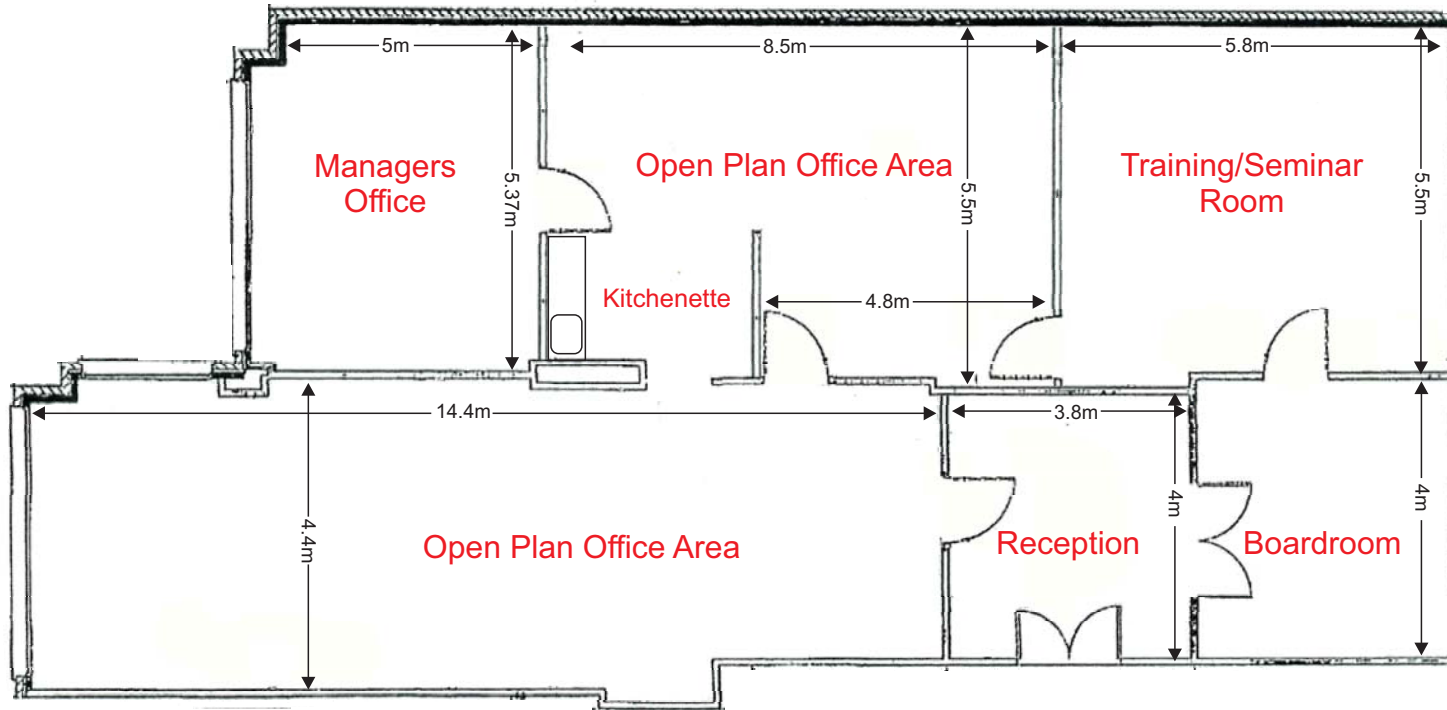 5m
8.5m
5.8m
Managers
Office
5.37m
Open Plan Office Area
5.5m
Training/Seminar
Room
5.5m
Kitchenette
4.8m
14.4m
3.8m
4.4m
Open Plan Office Area
Reception
4m
Boardroom
4m